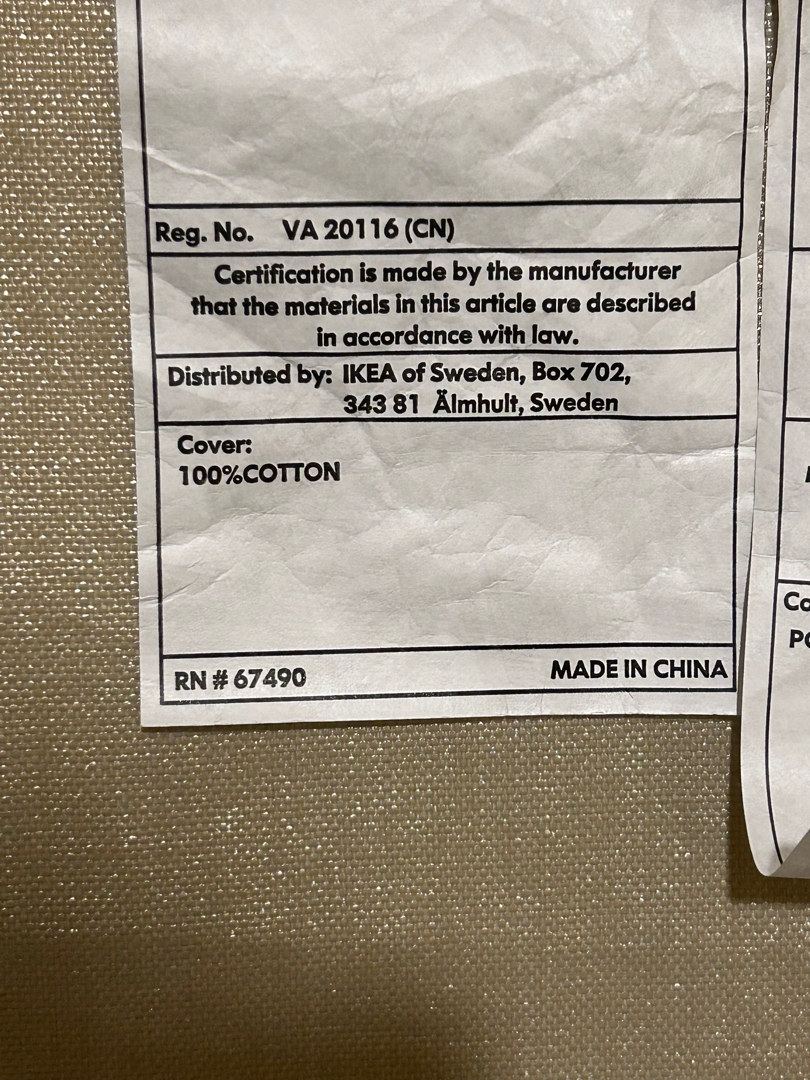 Reg. No. VA 20116 (CN)
Certification is made by the manufacturer
that the materials in this article are described
in accordance with law.
Distributed by: IKEA of Sweden, Box 702,
343 81 Älmhult, Sweden
Cover:
100%COTTON
RN # 67490
MADE IN CHINA